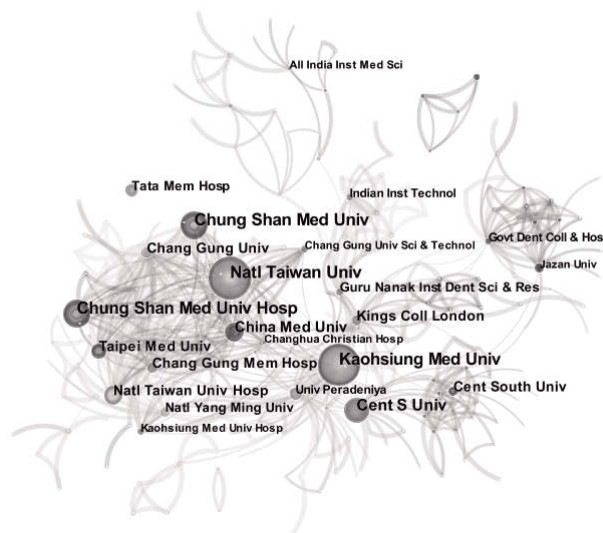 All India Inst Med Sci
Tata Mem Hosp
Indian Inst Technol
Chung Shan Med Univ
Govt Dent Coll & Hos
Chang Gung Univ
Chang Gung Univ Sci & Technol
Jazan Univ
Natl Taiwan Univ
Guru Nanak Inst Dent Sci & Res
Chung Shan Med Univ Hosp
Kings Coll London
China Med Univ
Changhua Christian Hosp
Taipei Med Univ
Kaohsiung Med Univ
Chang Gung Mem Hosp
Cent South Univ
Natl Taiwan Univ Hosp
Univ Peradeniya
Natl Yang Ming Univ
Cent S Univ
Kaohsiung Med Univ Hosp